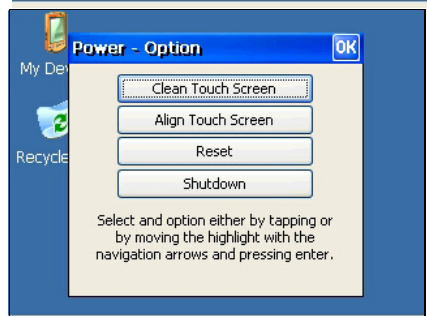 Power - Option
OK
My Dev
Clean Touch Screen
Align Touch Screen
Recycle
Reset
Shutdown
Select and option either by tapping or
by moving the highlight with the
navigation arrows and pressing enter.